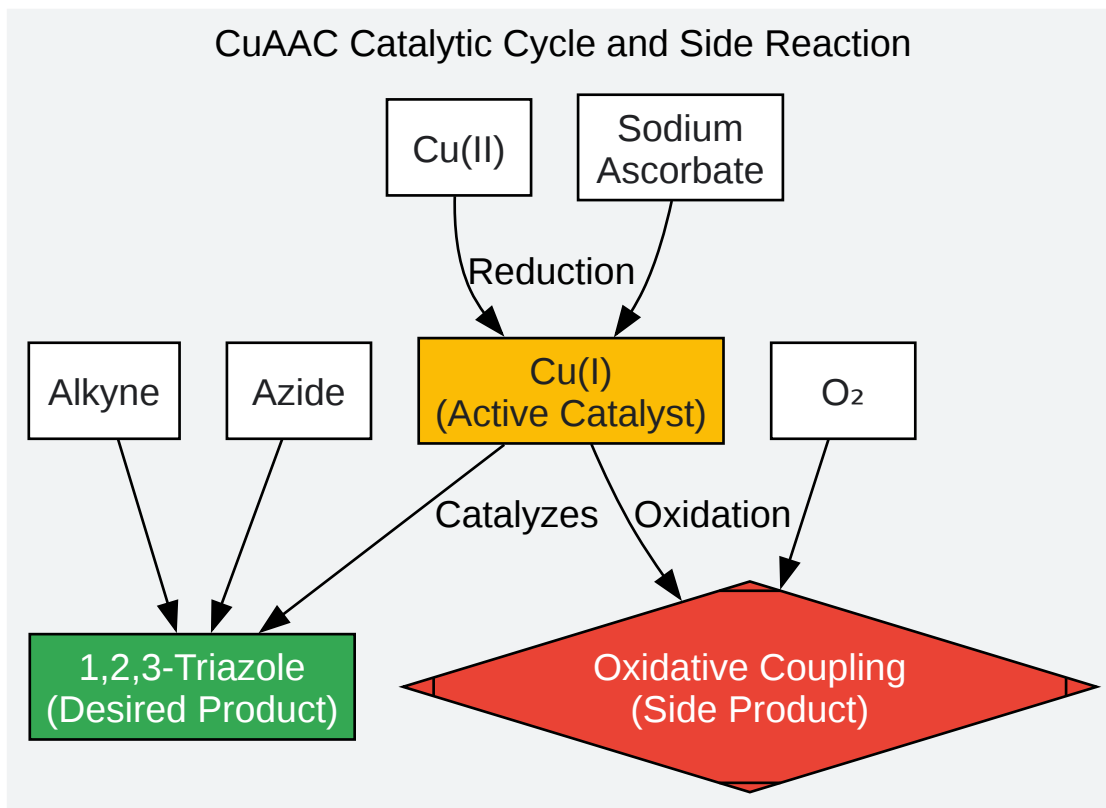 CuAAC Catalytic Cycle and Side Reaction
Cu(II)
Sodium
Ascorbate
Reduction
Alkyne
Azide
Cu(I)
(Active Catalyst)
O₂
Catalyzes
Oxidation
1,2,3-Triazole
(Desired Product)
Oxidative Coupling
(Side Product)